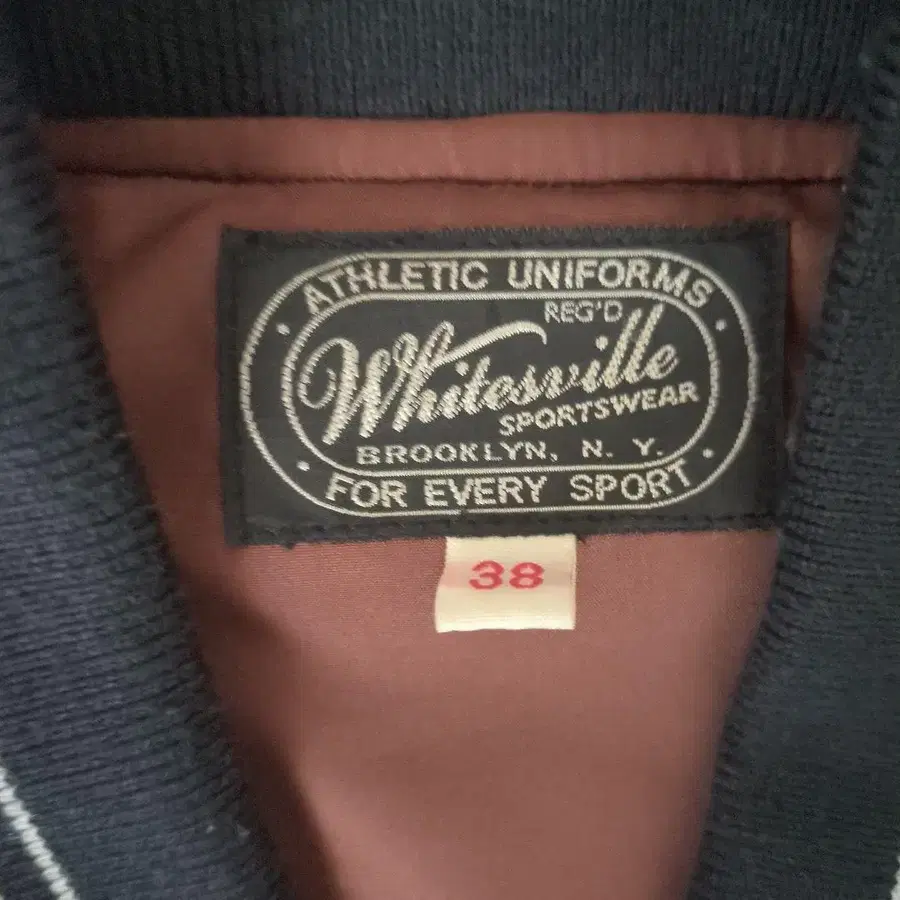 ATHLETIC UNIFORMS
REG'D
Whitesville
SPORTSWEAR
BROOKLYN, N. Y.
FOR EVERY SPORT
38